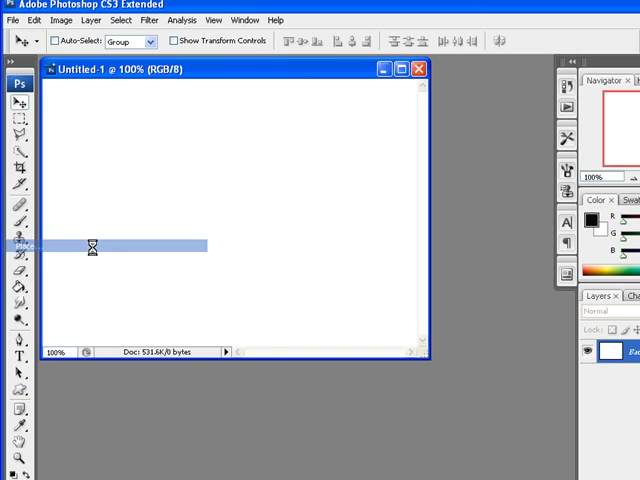 Adobe Photoshop CS3 Extended
File Edit Image Layer Select Filter Analysis View Window Help
Auto-Select: Group Show Transform Controls
Untitled-1 @ 100% (RGB/8)
Ps
Navigator x
100%
Color x Swat
R
G
B
Place...
A
T
Layers x Cha
Normal
Lock:
Bac
100% Doc: 531.6K/0 bytes